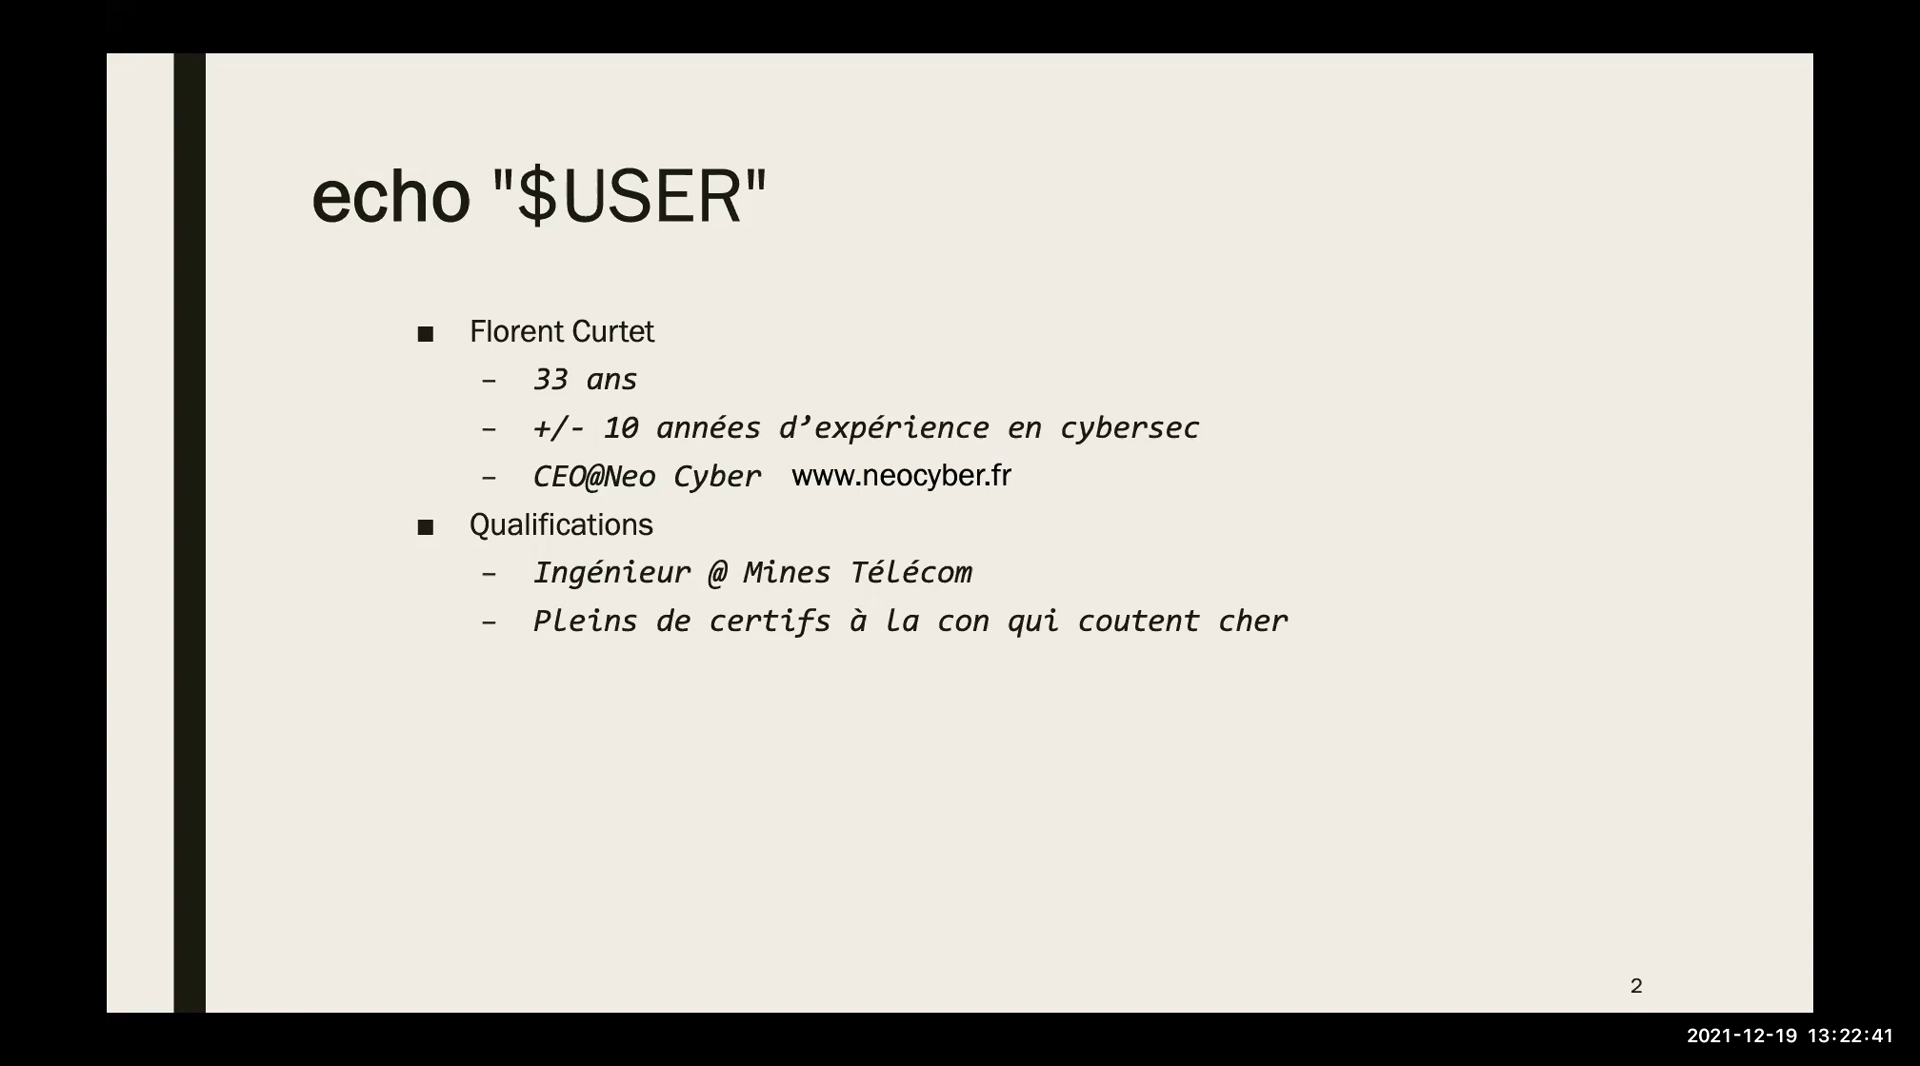 echo "$USER"
■ Florent Curtet
– 33 ans
– +/- 10 années d’expérience en cybersec
– CEO@Neo Cyber www.neocyber.fr
■ Qualifications
– Ingénieur @ Mines Télécom
– Pleins de certifs à la con qui coutent cher
2
2021-12-19 13:22:41